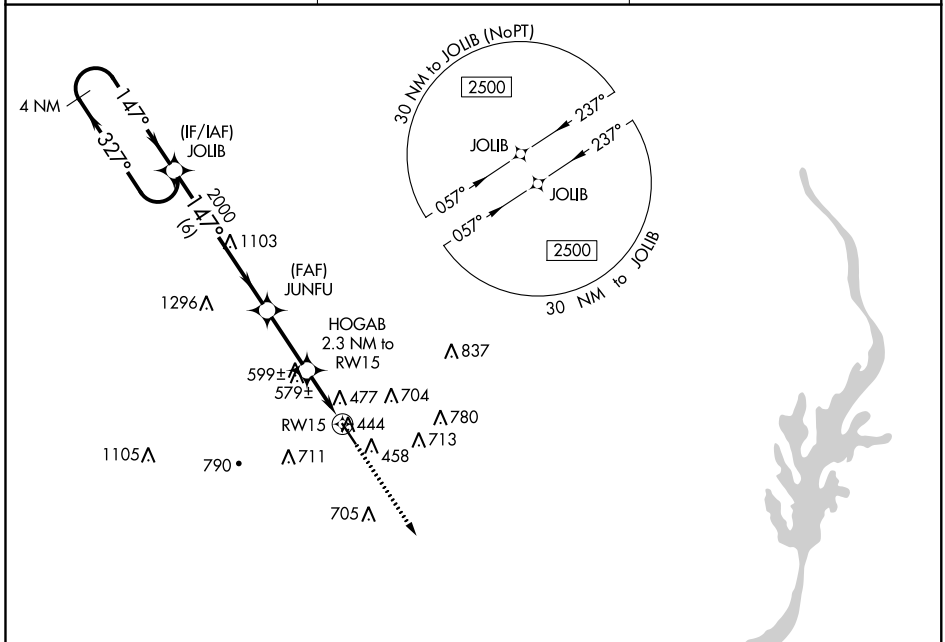 30 NM to JOLIB (NoPT)
2500
237°
JOLIB
057°
237°
JOLIB
057°
2500
30 NM to JOLIB
4 NM
147°
327°
(IF/IAF)
JOLIB
2000
147°
(6)
1103
(FAF)
JUNFU
1296
HOGAB
2.3 NM to
RW15
837
599±
579±
477
704
RW15
444
780
713
458
1105
790
711
705